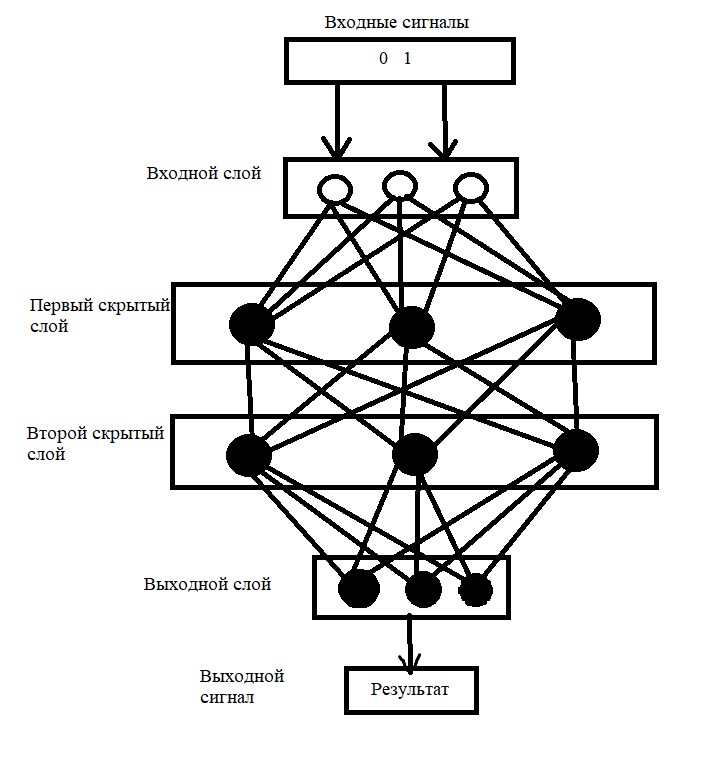 Входные сигналы
0 1
Входной слой
Первый скрытый
слой
Второй скрытый
слой
Выходной слой
Выходной
сигнал
Результат